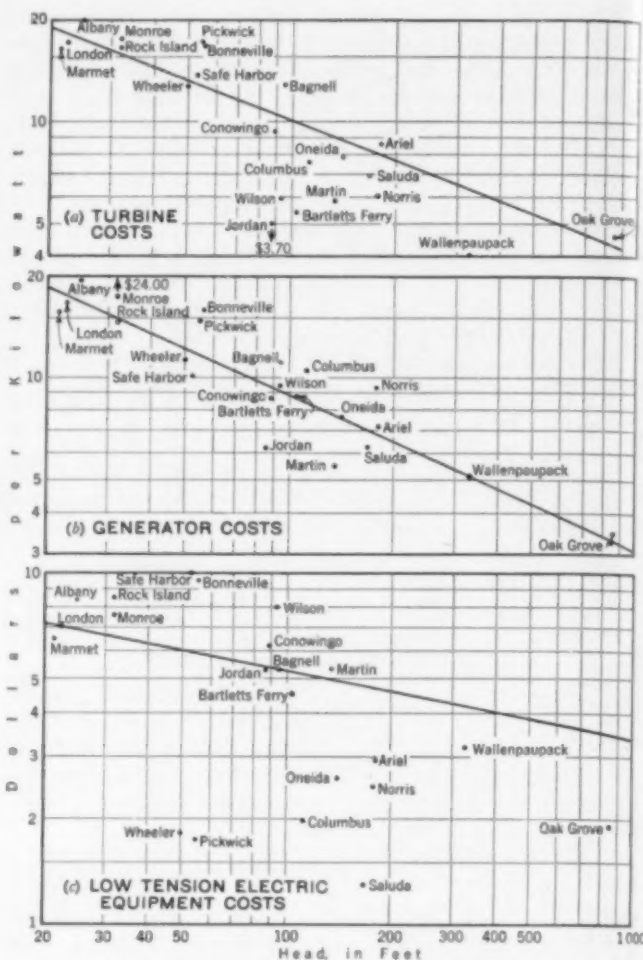 20
Albany
Monroe
Pickwick
London
Rock Island
Bonneville
Marmet
Wheeler
Safe Harbor
Bagnell
10
Conowingo
Oneida
Ariel
Columbus
Saluda
Wilson
Martin
Norris
5
Jordan
Bartletts Ferry
Oak Grove
(a) TURBINE
COSTS
$3.70
Wallenpaupack
4
20
Albany
$24.00
Monroe
Bonneville
Rock Island
Pickwick
London
Marmet
Wheeler
Bagnell
Columbus
10
Safe Harbor
Wilson
Norris
Conowingo
Bartletts Ferry
Oneida
Ariel
Jordan
Saluda
Martin
Wallenpaupack
5
4
(b) GENERATOR COSTS
Oak Grove
3
10
Safe Harbor
Bonneville
Albany
Rock Island
Wilson
London
Monroe
Marmet
Conowingo
Bagnell
Jordan
Martin
5
Bartletts Ferry
4
Ariel
Wallenpaupack
3
Oneida
Norris
2
Wheeler
Pickwick
Columbus
Oak Grove
(c) LOW TENSION ELECTRIC
EQUIPMENT COSTS
Saluda
1
20 30 40 50 100 200 300 400 500 1000
Head, in Feet
Dollars per Kilowatt